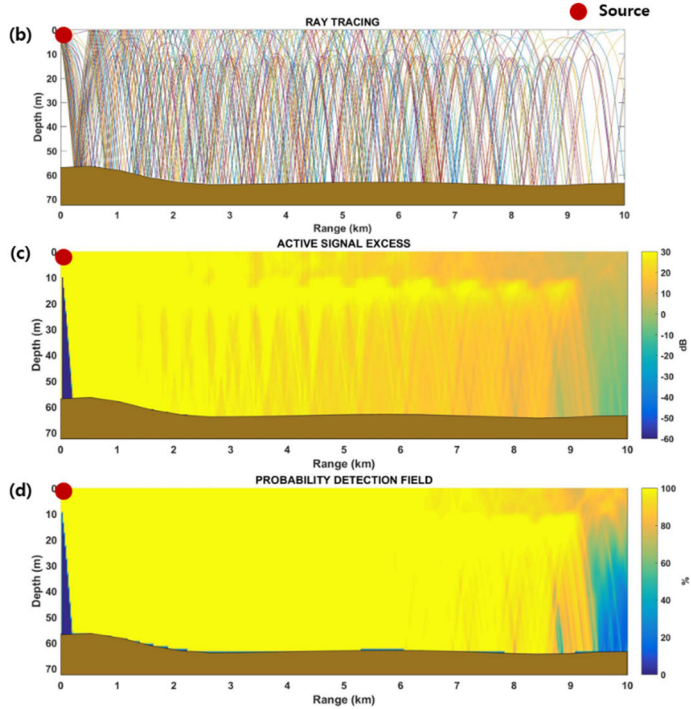 Source
(b)
RAY TRACING
Depth (m)
0
10
20
30
40
50
60
70
0 1 2 3 4 5 6 7 8 9 10
Range (km)
(c)
ACTIVE SIGNAL EXCESS
Depth (m)
0
10
20
30
40
50
60
70
0 1 2 3 4 5 6 7 8 9 10
Range (km)
30
20
10
0
-10
-20
-30
-40
-50
-60
dB
(d)
PROBABILITY DETECTION FIELD
Depth (m)
0
10
20
30
40
50
60
70
0 1 2 3 4 5 6 7 8 9 10
Range (km)
100
80
60
40
20
0
%